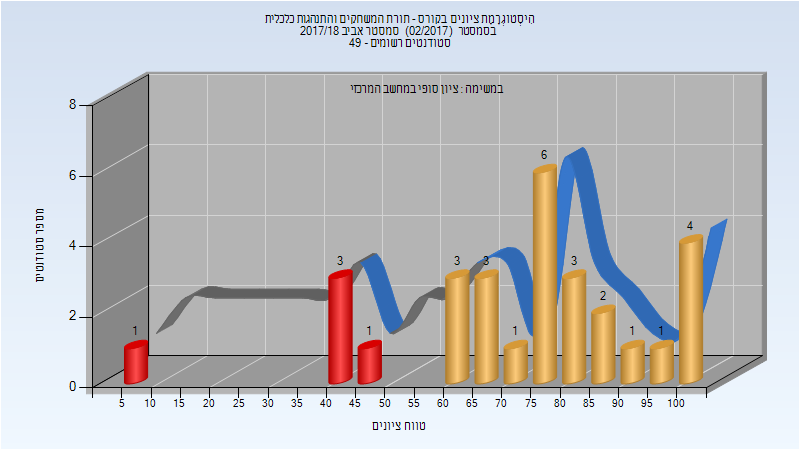 היסטוגרמת ציונים בקורס - תורת המשחקים והתנהגות כלכלית
בסמסטר (02/2017) סמסטר אביב 2017/18
סטודנטים רשומים - 49
במשימה : ציון סופי במחשב המרכזי
8
6
4
2
0
מספר סטודנטים
1
3
1
3
3
1
6
3
2
1
1
4
5 10 15 20 25 30 35 40 45 50 55 60 65 70 75 80 85 90 95 100
טווח ציונים